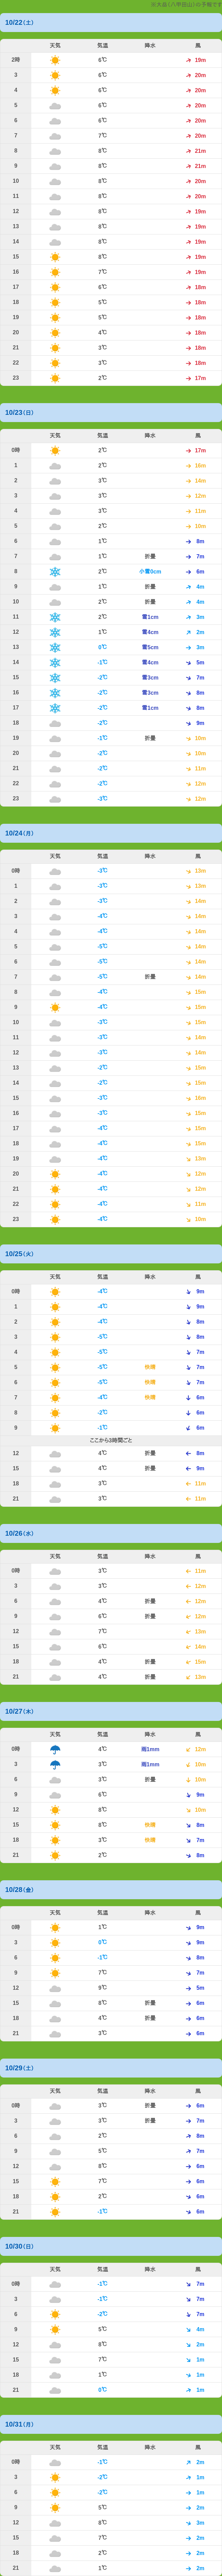 ※大岳(八甲田山)の予報です
10/22(土)
天気 気温 降水 風
2時 6℃ 19m
3 6℃ 20m
4 6℃ 20m
5 6℃ 20m
6 6℃ 20m
7 7℃ 20m
8 8℃ 21m
9 8℃ 21m
10 8℃ 20m
11 8℃ 20m
12 8℃ 19m
13 8℃ 19m
14 8℃ 19m
15 8℃ 19m
16 7℃ 19m
17 6℃ 18m
18 5℃ 18m
19 5℃ 18m
20 4℃ 18m
21 3℃ 18m
22 3℃ 18m
23 2℃ 17m
10/23(日)
天気 気温 降水 風
0時 2℃ 17m
1 2℃ 16m
2 3℃ 14m
3 3℃ 12m
4 3℃ 11m
5 2℃ 10m
6 1℃ 8m
7 1℃ 折曇 7m
8 2℃ 小雪0cm 6m
9 1℃ 折曇 4m
10 2℃ 折曇 4m
11 2℃ 雪1cm 3m
12 1℃ 雪4cm 2m
13 0℃ 雪5cm 3m
14 -1℃ 雪4cm 5m
15 -2℃ 雪3cm 7m
16 -2℃ 雪3cm 8m
17 -2℃ 雪1cm 8m
18 -2℃ 9m
19 -1℃ 折曇 10m
20 -2℃ 10m
21 -2℃ 11m
22 -2℃ 12m
23 -3℃ 12m
10/24(月)
天気 気温 降水 風
0時 -3℃ 13m
1 -3℃ 13m
2 -3℃ 14m
3 -4℃ 14m
4 -4℃ 14m
5 -5℃ 14m
6 -5℃ 14m
7 -5℃ 折曇 14m
8 -4℃ 15m
9 -4℃ 15m
10 -3℃ 15m
11 -3℃ 14m
12 -3℃ 14m
13 -2℃ 15m
14 -2℃ 15m
15 -3℃ 16m
16 -3℃ 15m
17 -4℃ 15m
18 -4℃ 15m
19 -4℃ 13m
20 -4℃ 12m
21 -4℃ 12m
22 -4℃ 11m
23 -4℃ 10m
10/25(火)
天気 気温 降水 風
0時 -4℃ 9m
1 -4℃ 9m
2 -4℃ 8m
3 -5℃ 8m
4 -5℃ 7m
5 -5℃ 快晴 7m
6 -5℃ 快晴 7m
7 -4℃ 快晴 6m
8 -2℃ 6m
9 -1℃ 6m
ここから3時間ごと
12 4℃ 折曇 8m
15 4℃ 折曇 9m
18 3℃ 11m
21 3℃ 11m
10/26(水)
天気 気温 降水 風
0時 3℃ 11m
3 3℃ 12m
6 4℃ 折曇 12m
9 6℃ 折曇 12m
12 7℃ 13m
15 6℃ 14m
18 4℃ 折曇 15m
21 4℃ 折曇 12m
10/27(木)
天気 気温 降水 風
0時 4℃ 雨1mm 12m
3 3℃ 雨1mm 10m
6 3℃ 折曇 10m
9 6℃ 9m
12 8℃ 10m
15 8℃ 快晴 8m
18 3℃ 快晴 7m
21 2℃ 8m
10/28(金)
天気 気温 降水 風
0時 1℃ 9m
3 0℃ 9m
6 -1℃ 8m
9 7℃ 7m
12 9℃ 5m
15 8℃ 折曇 6m
18 4℃ 折曇 6m
21 3℃ 6m
10/29(土)
天気 気温 降水 風
0時 3℃ 折曇 6m
3 3℃ 折曇 7m
6 2℃ 8m
9 5℃ 7m
12 8℃ 6m
15 7℃ 6m
18 2℃ 6m
21 -1℃ 6m
10/30(日)
天気 気温 降水 風
0時 -1℃ 7m
3 -1℃ 7m
6 -2℃ 7m
9 5℃ 4m
12 8℃ 2m
15 7℃ 1m
18 1℃ 1m
21 0℃ 1m
10/31(月)
天気 気温 降水 風
0時 -1℃ 2m
3 -2℃ 1m
6 -2℃ 1m
9 5℃ 2m
12 8℃ 3m
15 7℃ 2m
18 2℃ 2m
21 1℃ 2m